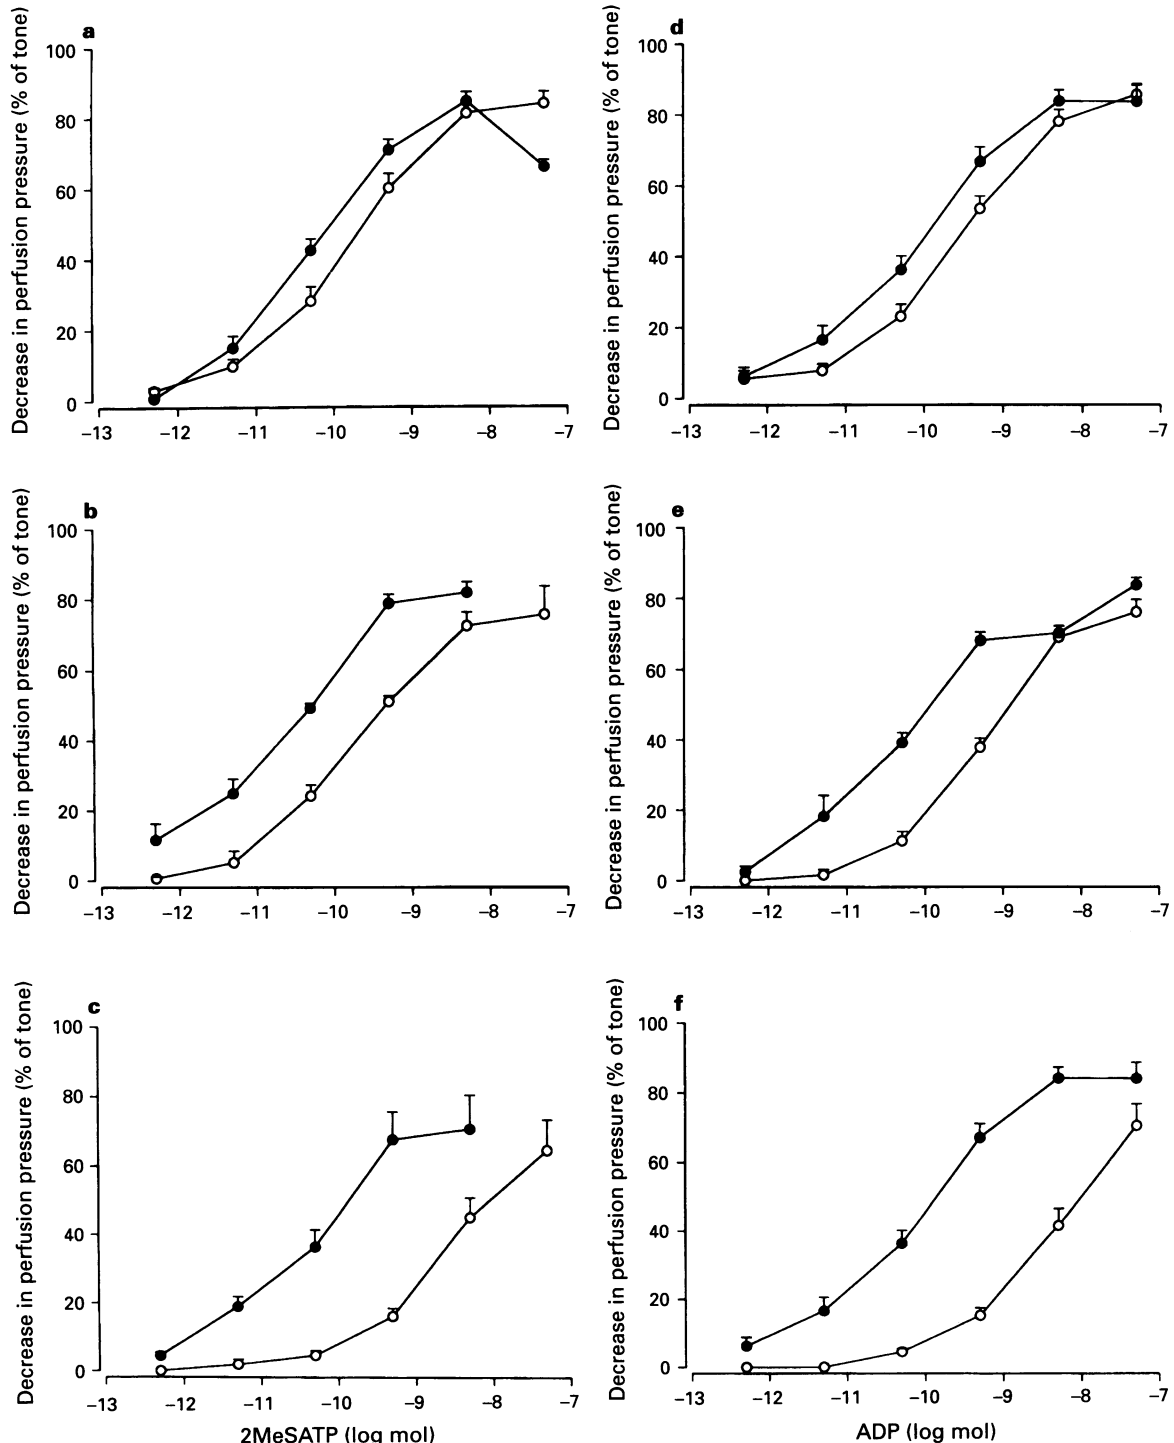 a
Decrease in perfusion pressure (% of tone)
100
80
60
40
20
0
–13 –12 –11 –10 –9 –8 –7
d
Decrease in perfusion pressure (% of tone)
100
80
60
40
20
0
–13 –12 –11 –10 –9 –8 –7
b
Decrease in perfusion pressure (% of tone)
100
80
60
40
20
0
–13 –12 –11 –10 –9 –8 –7
e
Decrease in perfusion pressure (% of tone)
100
80
60
40
20
0
–13 –12 –11 –10 –9 –8 –7
c
Decrease in perfusion pressure (% of tone)
100
80
60
40
20
0
–13 –12 –11 –10 –9 –8 –7
2MeSATP (log mol)
f
Decrease in perfusion pressure (% of tone)
100
80
60
40
20
0
–13 –12 –11 –10 –9 –8 –7
ADP (log mol)